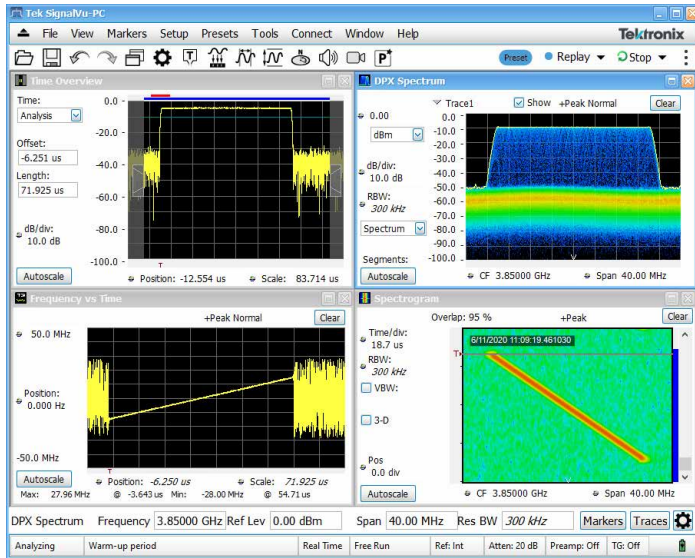 Tek SignalVu-PC
File View Markers Setup Presets Tools Connect Window Help
Tektronix
Preset Replay Stop
Time Overview
Time:
Analysis
Offset:
-6.251 us
Length:
71.925 us
dB/div:
10.0 dB
Autoscale
0.0
-20.0
-40.0
-60.0
-80.0
-100.0
T
Position: -12.554 us Scale: 83.714 us
DPX Spectrum
Trace1 Show +Peak Normal Clear
0.00
dBm
dB/div:
10.0 dB
RBW:
300 kHz
Spectrum
Segments:
Autoscale
0.0
-10.0
-20.0
-30.0
-40.0
-50.0
-60.0
-70.0
-80.0
-90.0
-100.0
CF 3.85000 GHz Span 40.00 MHz
Frequency vs Time
+Peak Normal Clear
50.0 MHz
Position:
0.000 Hz
-50.0 MHz
T
Autoscale Position: -6.250 us Scale: 71.925 us
Max: 27.96 MHz @ -3.643 us Min: -28.00 MHz @ 54.71 us
Spectrogram
Overlap: 95 % +Peak Clear
Time/div:
18.7 us
RBW:
300 kHz
VBW:
3-D
Pos
0.0 div
Autoscale
6/11/2020 11:09:19.461030
T
CF 3.85000 GHz Span 40.00 MHz
DPX Spectrum Frequency 3.85000 GHz Ref Lev 0.00 dBm Span 40.00 MHz Res BW 300 kHz Markers Traces
Analyzing Warm-up period Real Time Free Run Ref: Int Atten: 20 dB Preamp: Off TG: Off